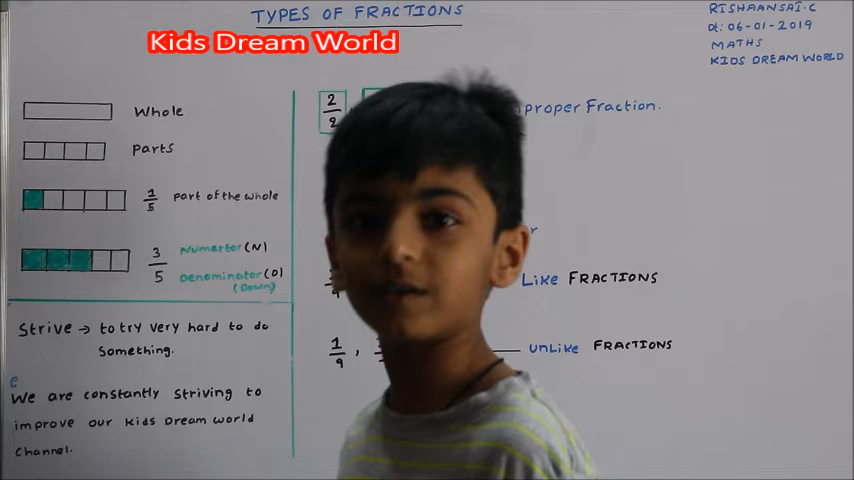 TYPES OF FRACTIONS
Kids Dream World
RISHAANSAI.C
Dt: 06-01-2019
MATHS
KIDS DREAM WORLD
Whole
Parts
1/5 Part of the whole
3/5 Numartor (N)
Denominator (D)
(Down)
Strive → to try very hard to do
Something.
We are constantly Striving to
improve our Kids Dream World
Channel.
2/2
proper Fraction.
Like FRACTIONS
1/9 , UNLike FRACTIONS